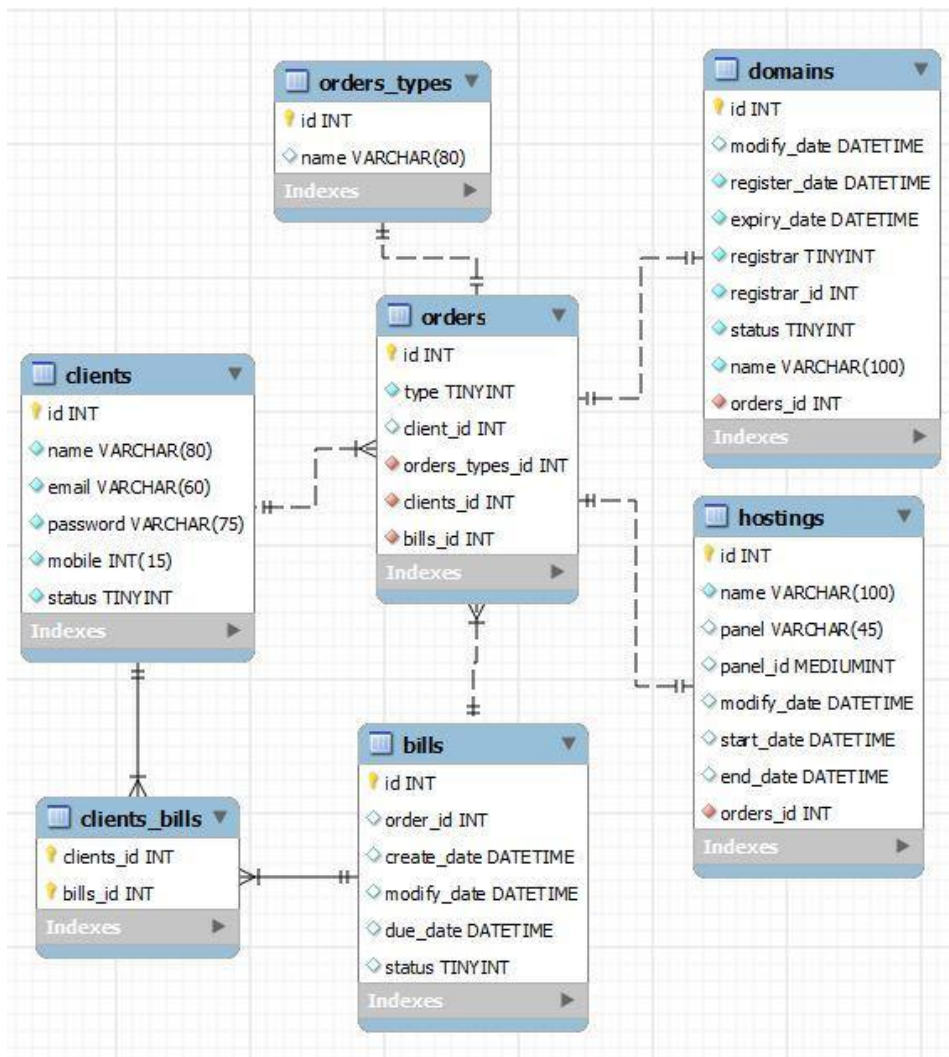 orders_types
id INT
name VARCHAR(80)
Indexes
domains
id INT
modify_date DATETIME
register_date DATETIME
expiry_date DATETIME
registrar TINYINT
registrar_id INT
status TINYINT
name VARCHAR(100)
orders_id INT
Indexes
orders
id INT
type TINYINT
client_id INT
orders_types_id INT
clients_id INT
bills_id INT
Indexes
clients
id INT
name VARCHAR(80)
email VARCHAR(60)
password VARCHAR(75)
mobile INT(15)
status TINYINT
Indexes
hostings
id INT
name VARCHAR(100)
panel VARCHAR(45)
panel_id MEDIUMINT
modify_date DATETIME
start_date DATETIME
end_date DATETIME
orders_id INT
Indexes
bills
id INT
order_id INT
create_date DATETIME
modify_date DATETIME
due_date DATETIME
status TINYINT
Indexes
clients_bills
clients_id INT
bills_id INT
Indexes